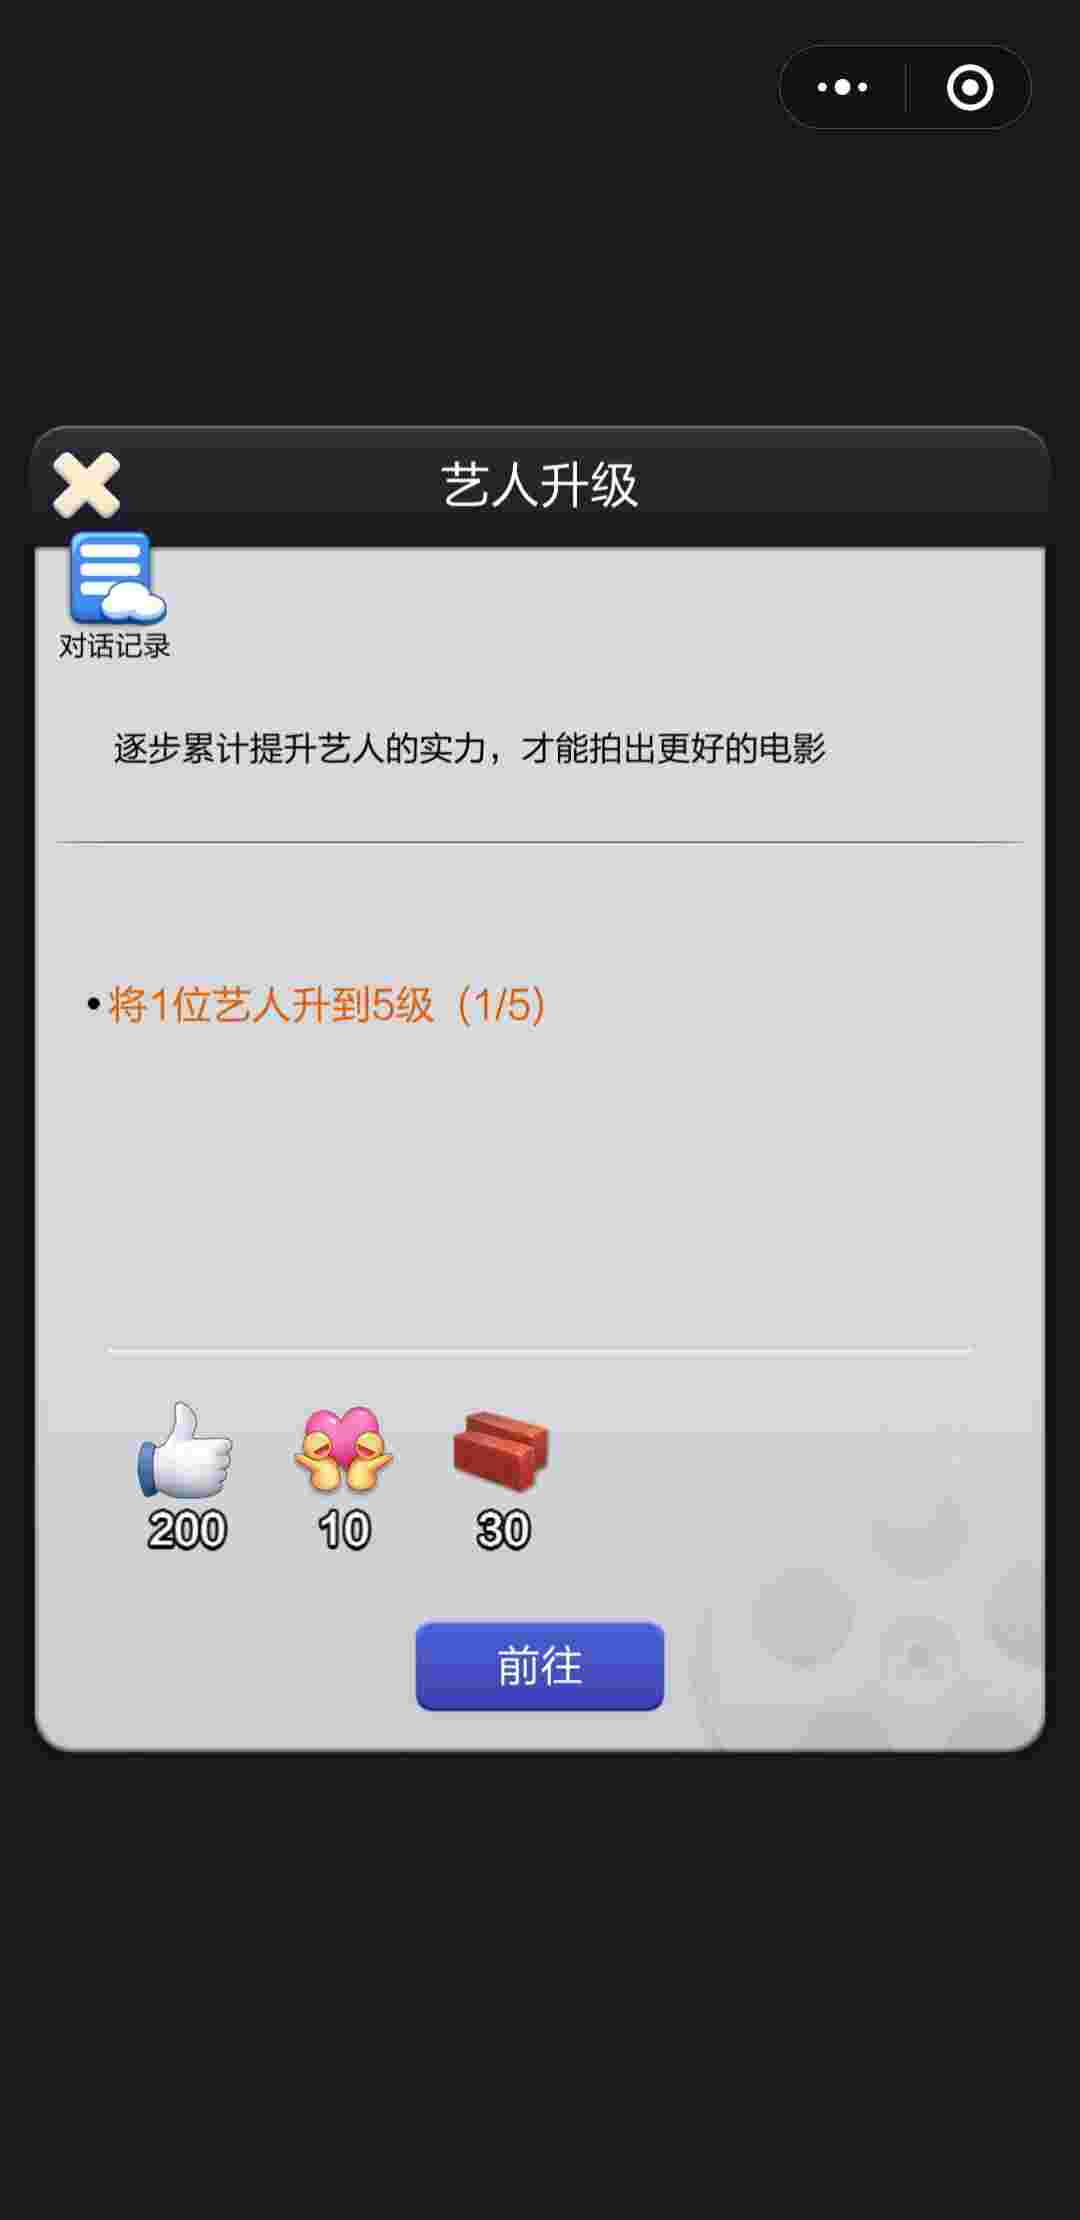 艺人升级
对话记录
逐步累计提升艺人的实力，才能拍出更好的电影
•将1位艺人升到5级（1/5）
200 10 30
前往